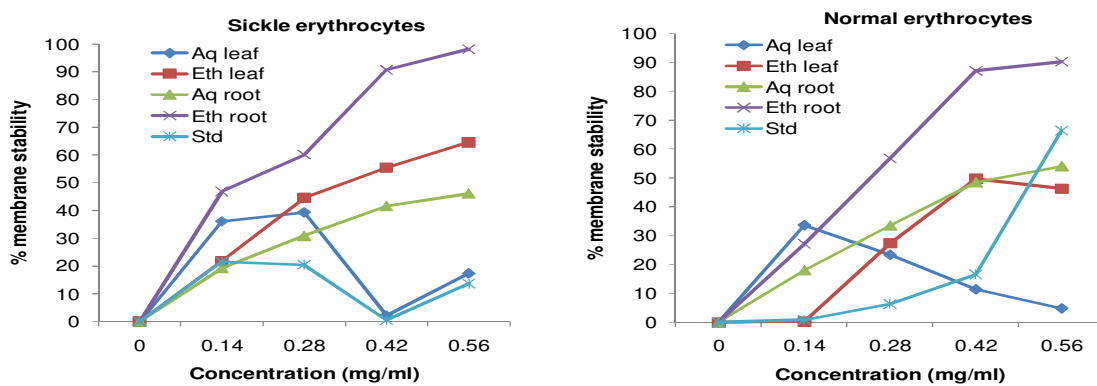 Sickle erythrocytes
% membrane stability
100
90
80
70
60
50
40
30
20
10
0
Aq leaf
Eth leaf
Aq root
Eth root
Std
0 0.14 0.28 0.42 0.56
Concentration (mg/ml)
Normal erythrocytes
% membrane stability
100
90
80
70
60
50
40
30
20
10
0
Aq leaf
Eth leaf
Aq root
Eth root
Std
0 0.14 0.28 0.42 0.56
Concentration (mg/ml)